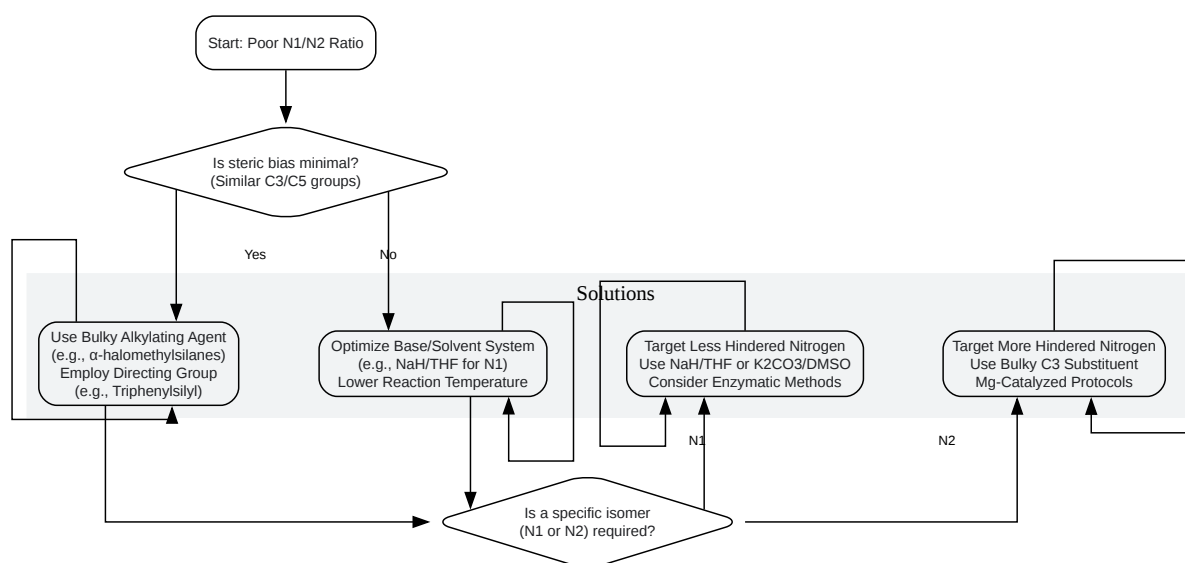 Start: Poor N1/N2 Ratio
Is steric bias minimal?
(Similar C3/C5 groups)
Yes
No
Solutions
Use Bulky Alkylating Agent
(e.g., α-halomethylsilanes)
Employ Directing Group
(e.g., Triphenylsilyl)
Optimize Base/Solvent System
(e.g., NaH/THF for N1)
Lower Reaction Temperature
Target Less Hindered Nitrogen
Use NaH/THF or K2CO3/DMSO
Consider Enzymatic Methods
Target More Hindered Nitrogen
Use Bulky C3 Substituent
Mg-Catalyzed Protocols
N1
N2
Is a specific isomer
(N1 or N2) required?